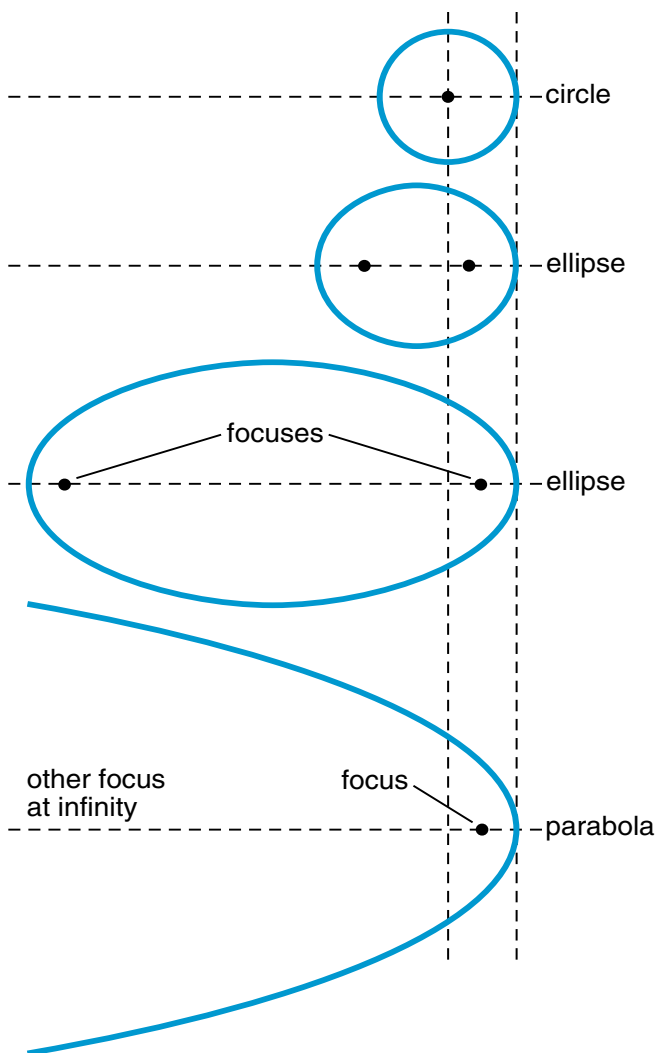 circle
ellipse
focuses
ellipse
other focus
at infinity
focus
parabola